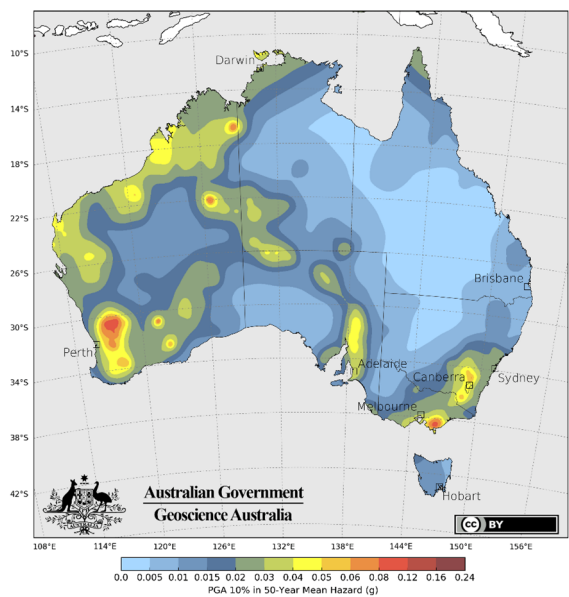 10°S
Darwin
14°S
18°S
22°S
26°S
Brisbane
30°S
Perth
Adelaide
Canberra
Sydney
34°S
Melbourne
38°S
42°S
Hobart
Australian Government
Geoscience Australia
CC BY
108°E 114°E 120°E 126°E 132°E 138°E 144°E 150°E 156°E
0.0 0.005 0.01 0.015 0.02 0.03 0.04 0.05 0.06 0.08 0.12 0.16 0.24
PGA 10% in 50-Year Mean Hazard (g)